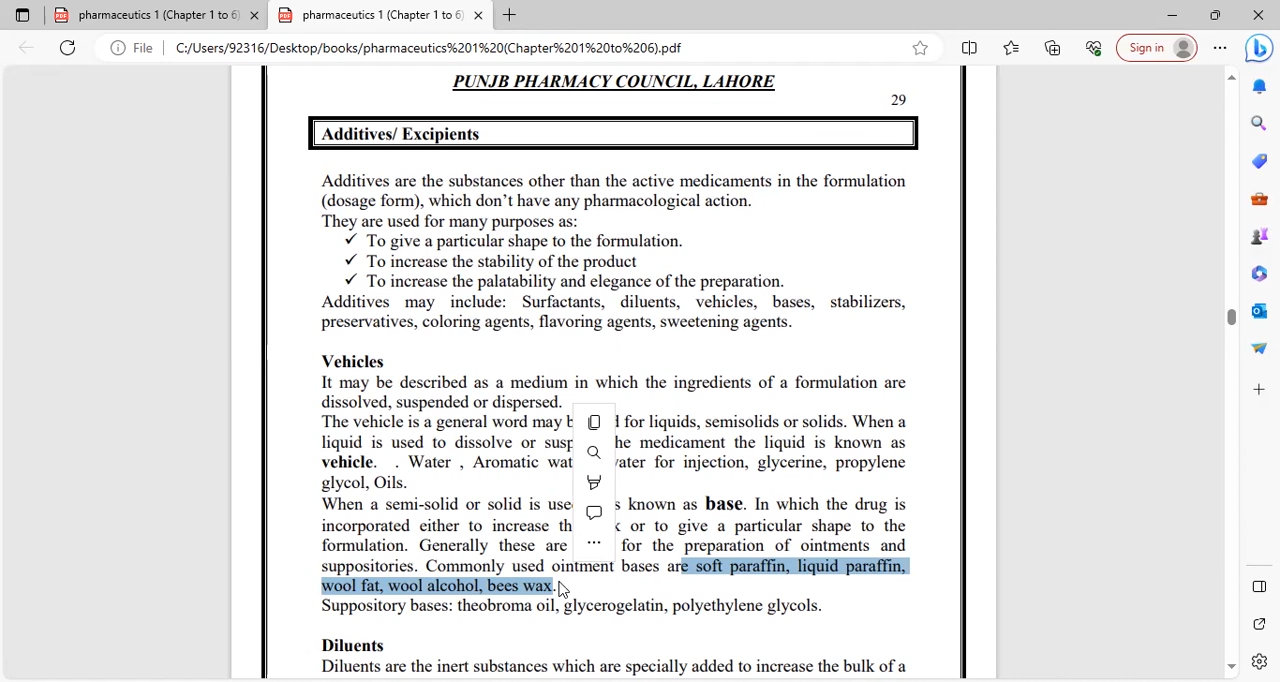 pharmaceutics 1 (Chapter 1 to 6)
pharmaceutics 1 (Chapter 1 to 6)
File
C:/Users/92316/Desktop/books/pharmaceutics%201%20(Chapter%201%20to%206).pdf
Sign in
PUNJB PHARMACY COUNCIL, LAHORE
29
Additives/ Excipients
Additives are the substances other than the active medicaments in the formulation
(dosage form), which don't have any pharmacological action.
They are used for many purposes as:
✓ To give a particular shape to the formulation.
✓ To increase the stability of the product
✓ To increase the palatability and elegance of the preparation.
Additives may include: Surfactants, diluents, vehicles, bases, stabilizers,
preservatives, coloring agents, flavoring agents, sweetening agents.
Vehicles
It may be described as a medium in which the ingredients of a formulation are
dissolved, suspended or dispersed.
The vehicle is a general word may for liquids, semisolids or solids. When a
liquid is used to dissolve or the medicament the liquid is known as
vehicle. . Water , Aromatic water for injection, glycerine, propylene
glycol, Oils.
When a semi-solid or solid is known as base. In which the drug is
incorporated either to increase or to give a particular shape to the
formulation. Generally these are for the preparation of ointments and
suppositories. Commonly used ointment bases are soft paraffin, liquid paraffin,
wool fat, wool alcohol, bees wax.
Suppository bases: theobroma oil, glycerogelatin, polyethylene glycols.
Diluents
Diluents are the inert substances which are specially added to increase the bulk of a